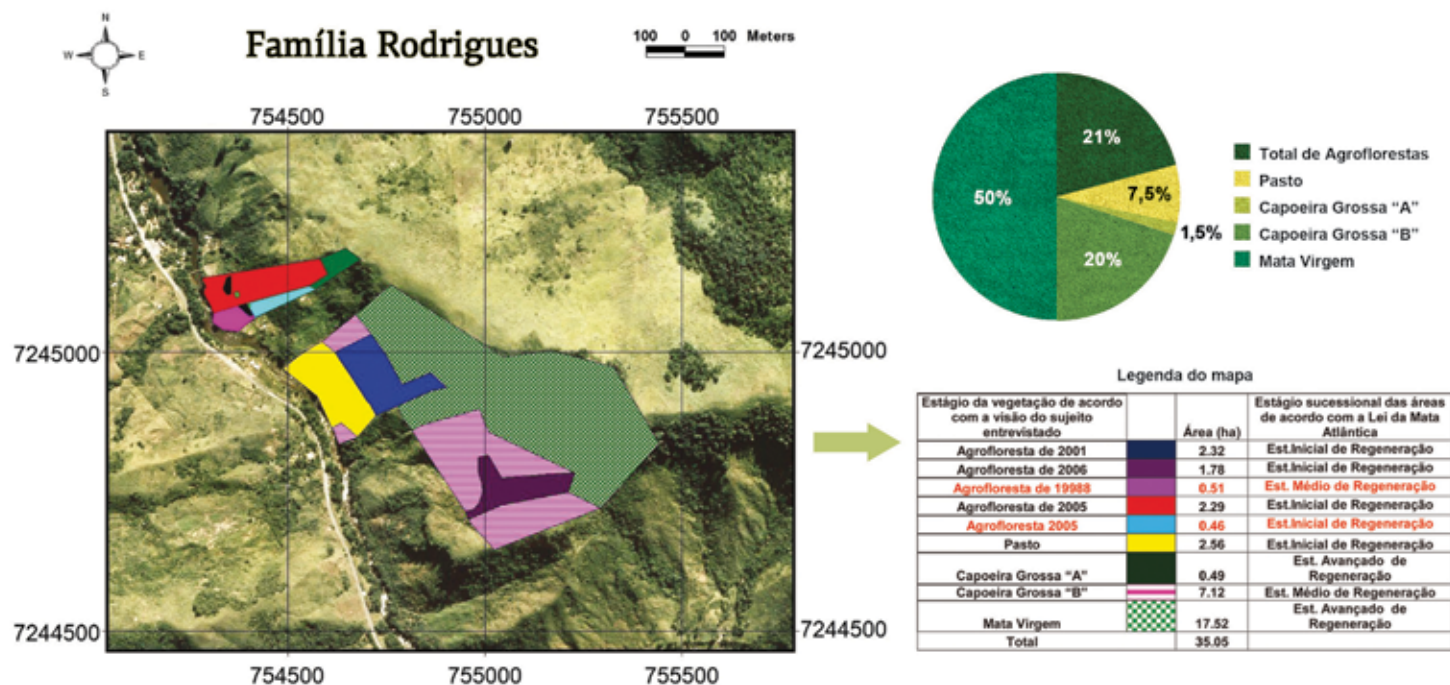 N
W E
S
Família Rodrigues
100 0 100 Meters
754500 755000 755500
7245000 7245000
7244500 7244500
754500 755000 755500
21%
7,5%
1,5%
20%
50%
Total de Agroflorestas
Pasto
Capoeira Grossa “A”
Capoeira Grossa “B”
Mata Virgem
Legenda do mapa
Estágio da vegetação de acordo
com a visão do sujeito
entrevistado
Área (ha)
Estágio sucessional das áreas
de acordo com a Lei da Mata
Atlântica
Agrofloresta de 2001 2.32 Est.Inicial de Regeneração
Agrofloresta de 2006 1.78 Est.Inicial de Regeneração
Agrofloresta de 19988 0.51 Est. Médio de Regeneração
Agrofloresta de 2005 2.29 Est.Inicial de Regeneração
Agrofloresta 2005 0.46 Est.Inicial de Regeneração
Pasto 2.56 Est.Inicial de Regeneração
Capoeira Grossa “A” 0.49 Est. Avançado de
Regeneração
Capoeira Grossa “B” 7.12 Est. Médio de Regeneração
Mata Virgem 17.52 Est. Avançado de
Regeneração
Total 35.05